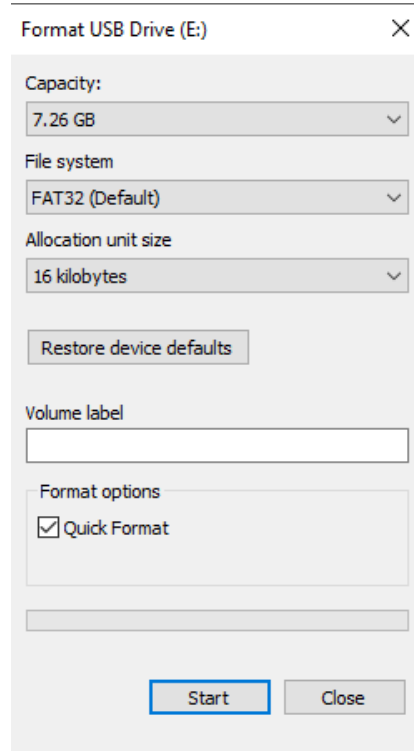 Format USB Drive (E:)
Capacity:
7.26 GB
File system
FAT32 (Default)
Allocation unit size
16 kilobytes
Restore device defaults
Volume label
Format options
Quick Format
Start
Close